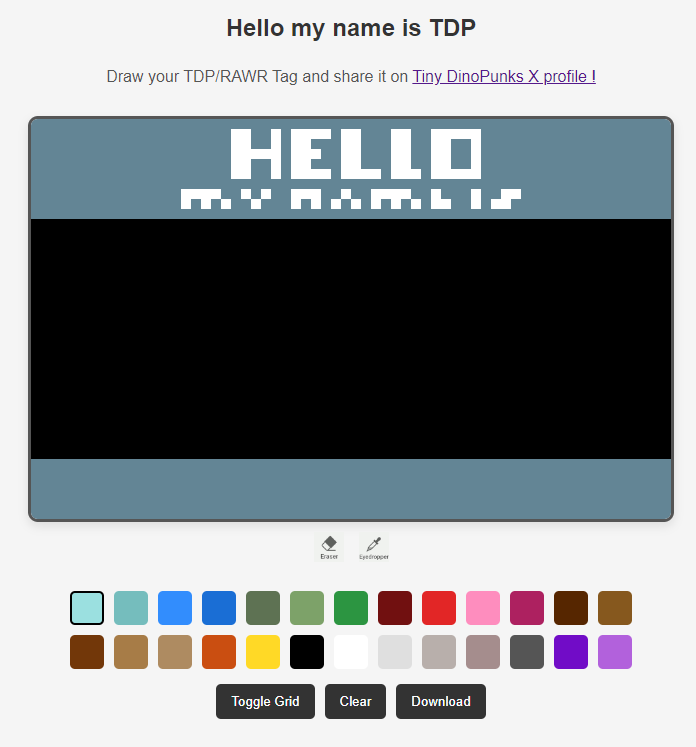 Hello my name is TDP
Draw your TDP/RAWR Tag and share it on Tiny DinoPunks X profile !
HELLO
MY NAME IS
Eraser Eyedropper
Toggle Grid Clear Download